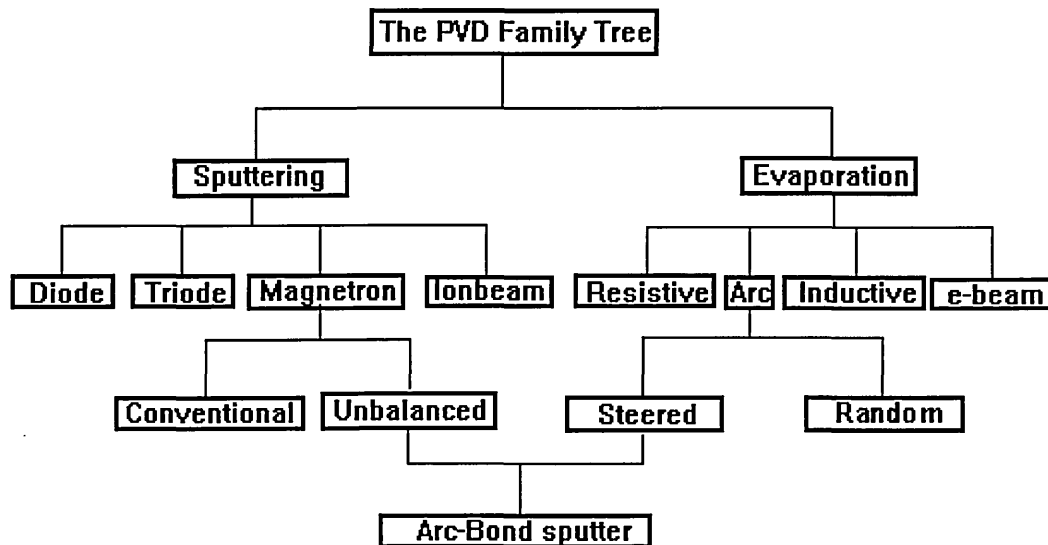 The PVD Family Tree
Sputtering
Evaporation
Diode
Triode
Magnetron
Ionbeam
Resistive
Arc
Inductive
e-beam
Conventional
Unbalanced
Steered
Random
Arc-Bond sputter